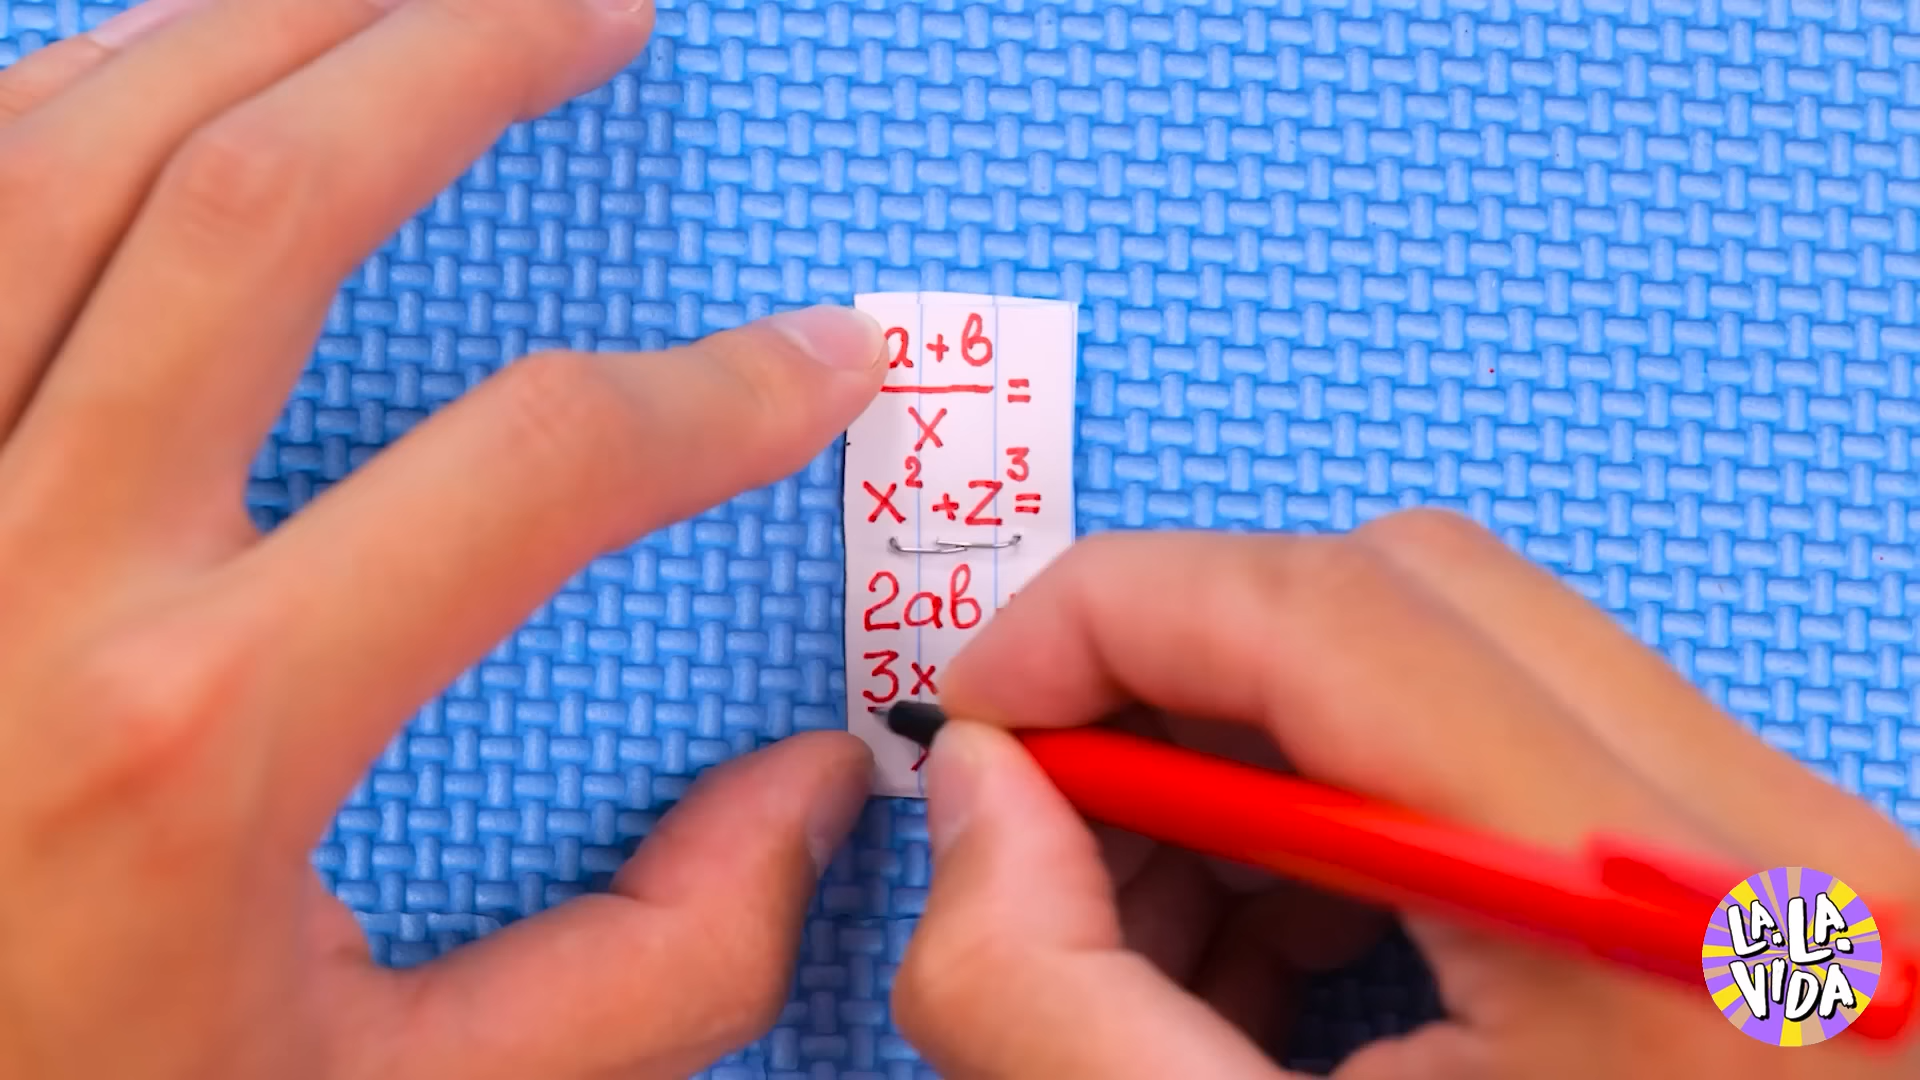 a+b
x
=
x²+z³=
2ab
3x
LA LA
VIDA